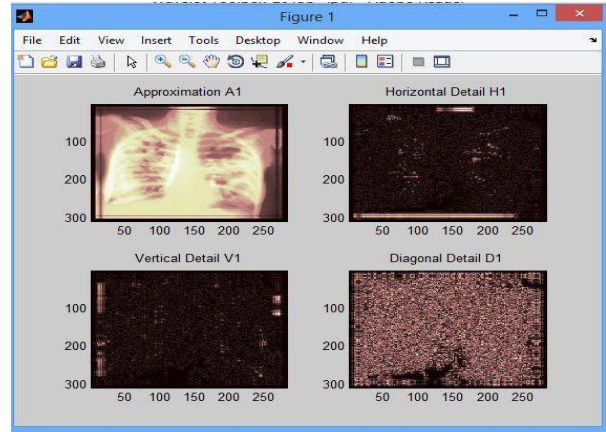 Figure 1
File Edit View Insert Tools Desktop Window Help
Approximation A1
Horizontal Detail H1
100
200
300
50 100 150 200 250
100
200
300
50 100 150 200 250
Vertical Detail V1
Diagonal Detail D1
100
200
300
50 100 150 200 250
100
200
300
50 100 150 200 250